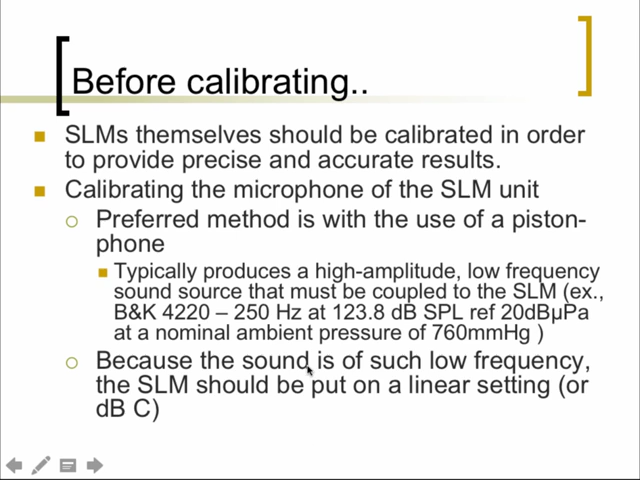 Before calibrating..
SLMs themselves should be calibrated in order
to provide precise and accurate results.
Calibrating the microphone of the SLM unit
Preferred method is with the use of a piston-
phone
Typically produces a high-amplitude, low frequency
sound source that must be coupled to the SLM (ex.,
B&K 4220 – 250 Hz at 123.8 dB SPL ref 20dBµPa
at a nominal ambient pressure of 760mmHg )
Because the sound is of such low frequency,
the SLM should be put on a linear setting (or
dB C)